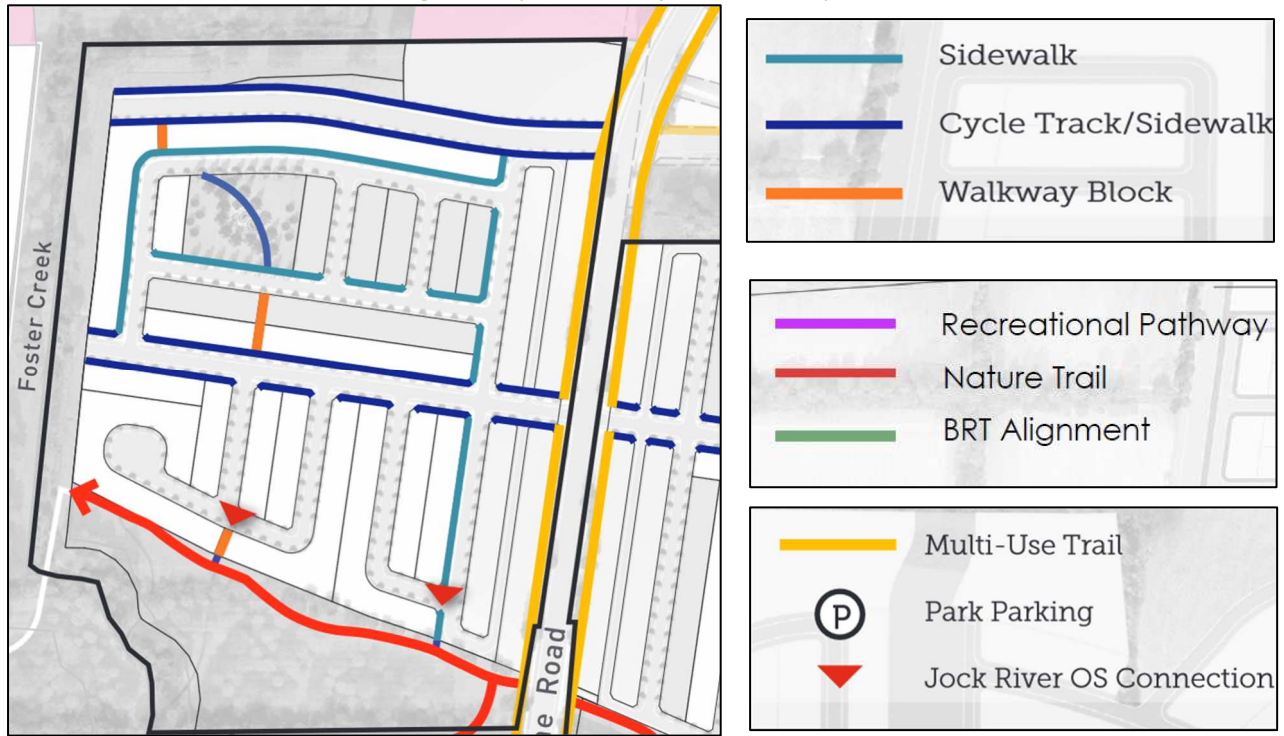 Foster Creek
ne Road
Sidewalk
Cycle Track/Sidewalk
Walkway Block
Recreational Pathway
Nature Trail
BRT Alignment
Multi-Use Trail
P
Park Parking
Jock River OS Connection